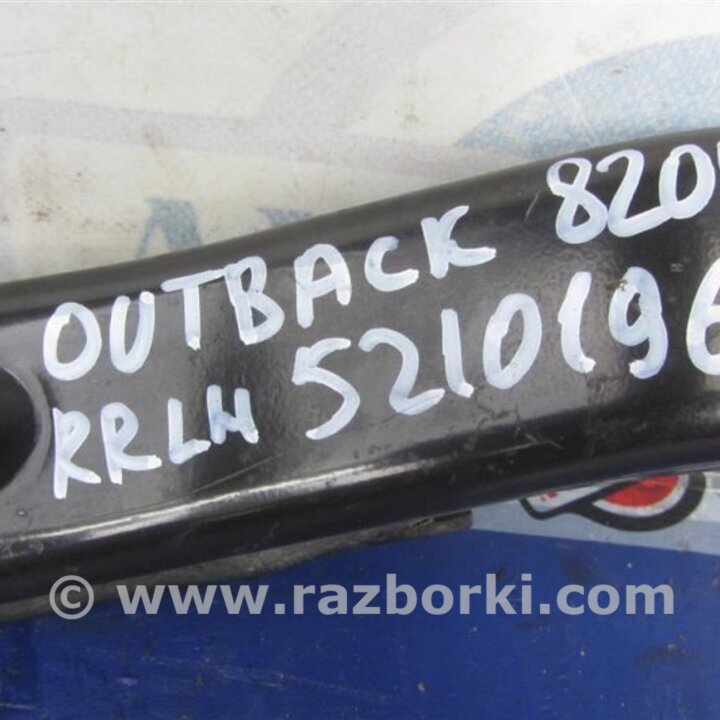 OUTBACK 820
RRLH 521019
© www.razborki.com